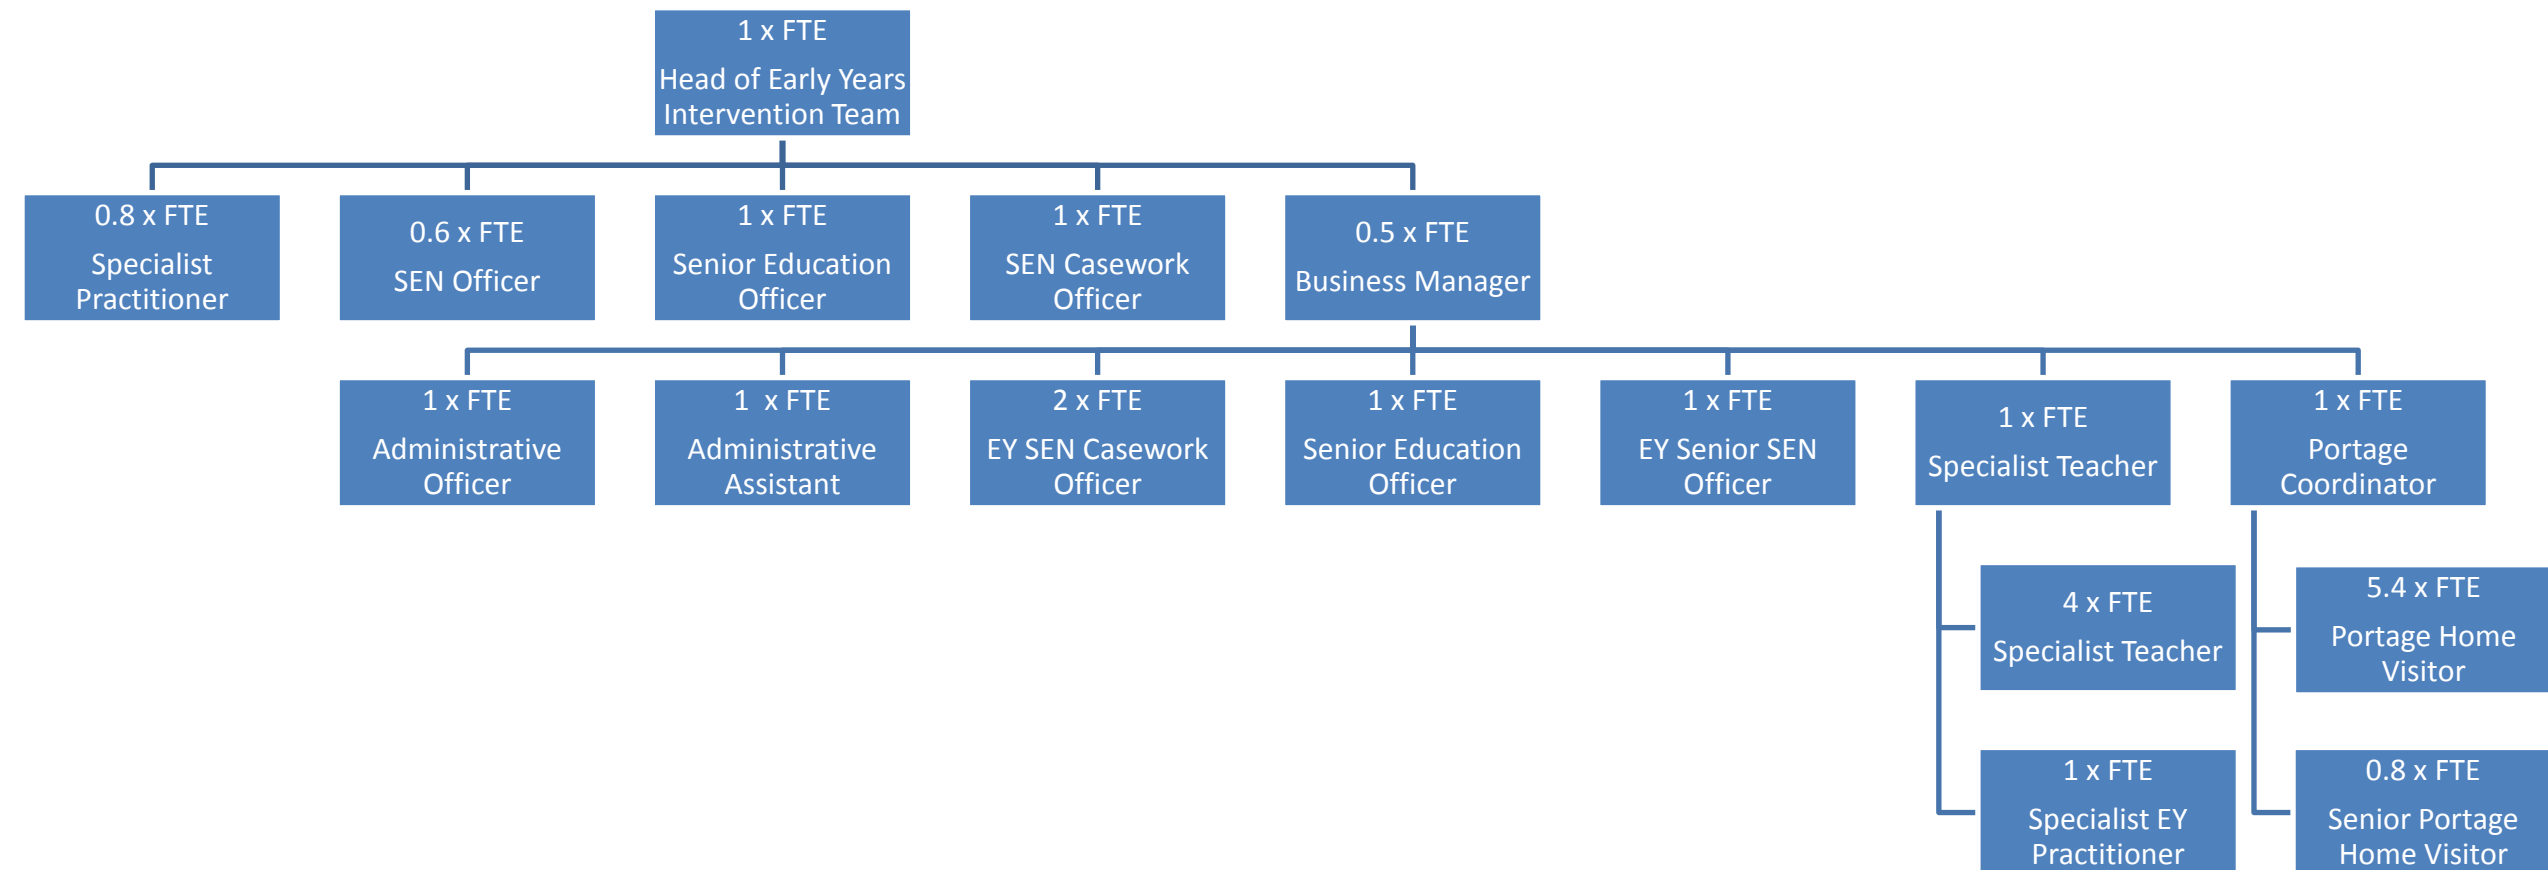 1 x FTE
Head of Early Years
Intervention Team
0.8 x FTE
Specialist
Practitioner
0.6 x FTE
SEN Officer
1 x FTE
Senior Education
Officer
1 x FTE
SEN Casework
Officer
0.5 x FTE
Business Manager
1 x FTE
Administrative
Officer
1  x FTE
Administrative
Assistant
2 x FTE
EY SEN Casework
Officer
1 x FTE
Senior Education
Officer
1 x FTE
EY Senior SEN
Officer
1 x FTE
Specialist Teacher
1 x FTE
Portage
Coordinator
4 x FTE
Specialist Teacher
5.4 x FTE
Portage Home
Visitor
1 x FTE
Specialist EY
Practitioner
0.8 x FTE
Senior Portage
Home Visitor